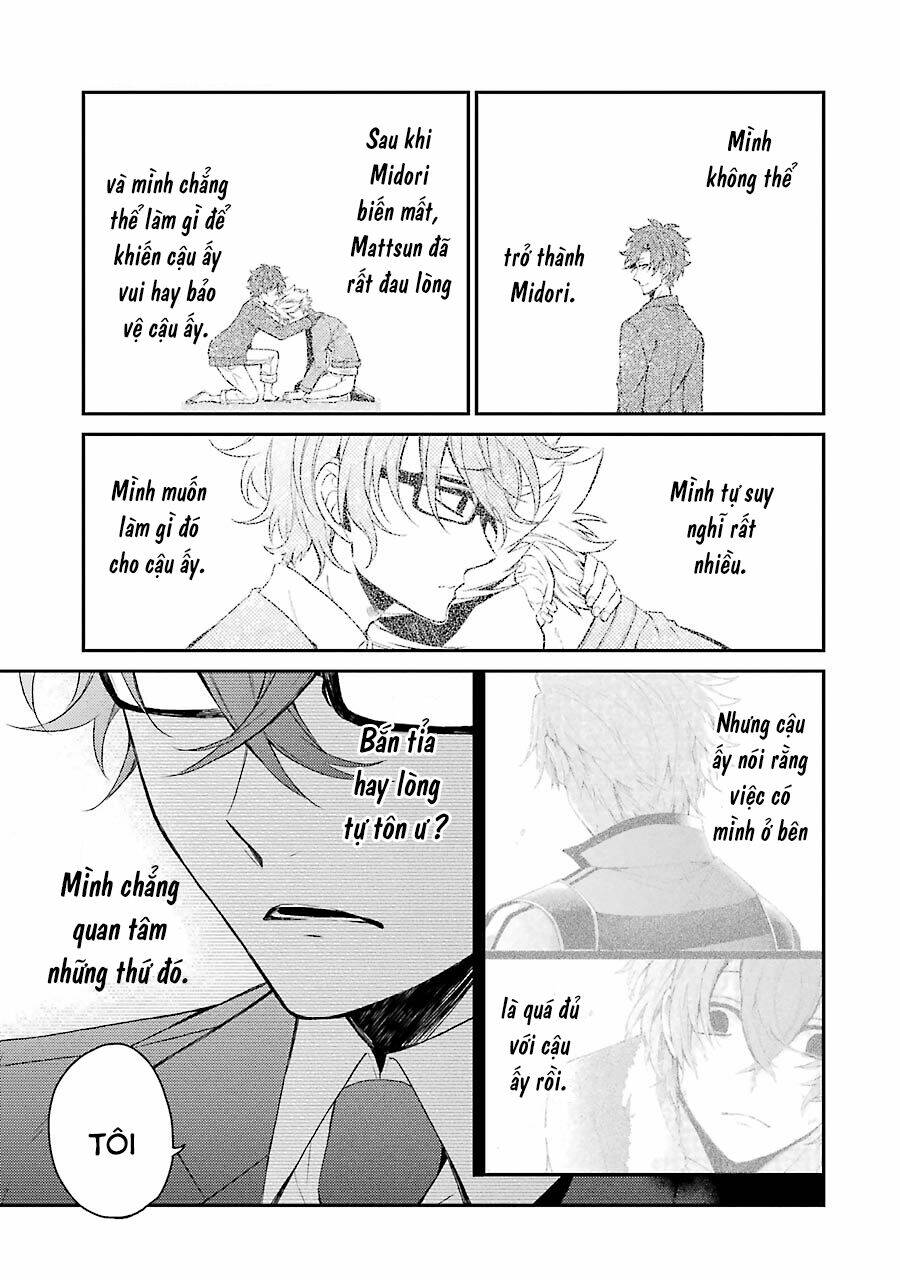 Mình
không thể
trở thành
Midori.
Sau khi
Midori
biến mất,
Mattsun đã
rất đau lòng
và mình chẳng
thể làm gì để
khiến cậu ấy
vui hay bảo
vệ cậu ấy.
Mình tự suy
nghĩ rất
nhiều.
Mình muốn
làm gì đó
cho cậu ấy.
Nhưng cậu
ấy nói rằng
việc có
mình ở bên
là quá đủ
với cậu
ấy rồi.
Bắn tỉa
hay lòng
tự tôn ư?
Mình chẳng
quan tâm
những thứ đó.
TÔI